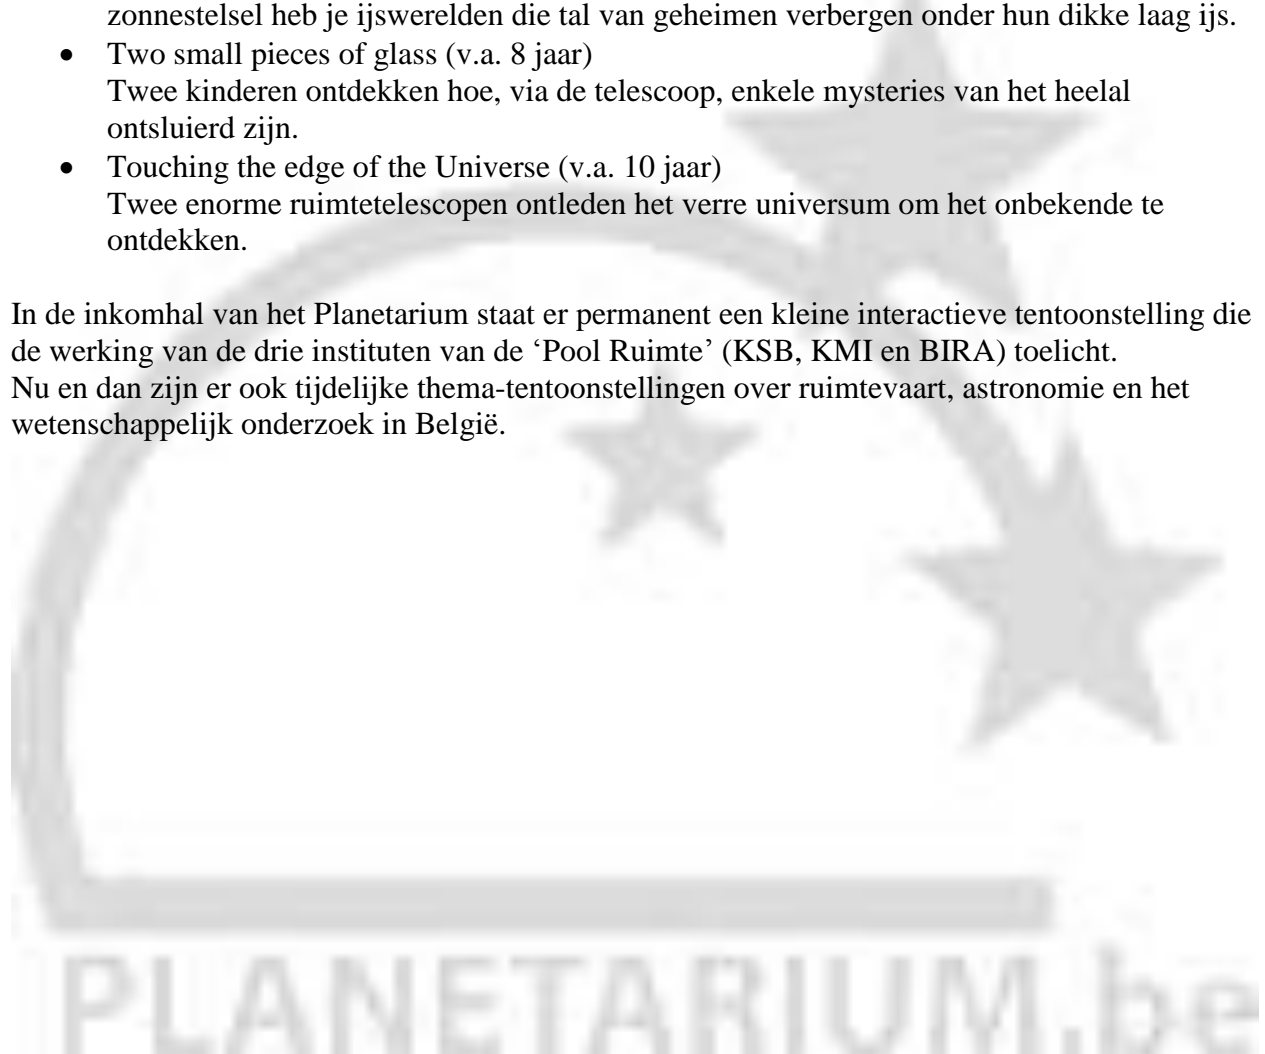 zonnestelsel heb je ijswerelden die tal van geheimen verbergen onder hun dikke laag ijs.
• Two small pieces of glass (v.a. 8 jaar)
Twee kinderen ontdekken hoe, via de telescoop, enkele mysteries van het heelal
ontsluierd zijn.
• Touching the edge of the Universe (v.a. 10 jaar)
Twee enorme ruimtetelescopen ontleden het verre universum om het onbekende te
ontdekken.
In de inkomhal van het Planetarium staat er permanent een kleine interactieve tentoonstelling die
de werking van de drie instituten van de ‘Pool Ruimte’ (KSB, KMI en BIRA) toelicht.
Nu en dan zijn er ook tijdelijke thema-tentoonstellingen over ruimtevaart, astronomie en het
wetenschappelijk onderzoek in België.
PLANETARIUM.be